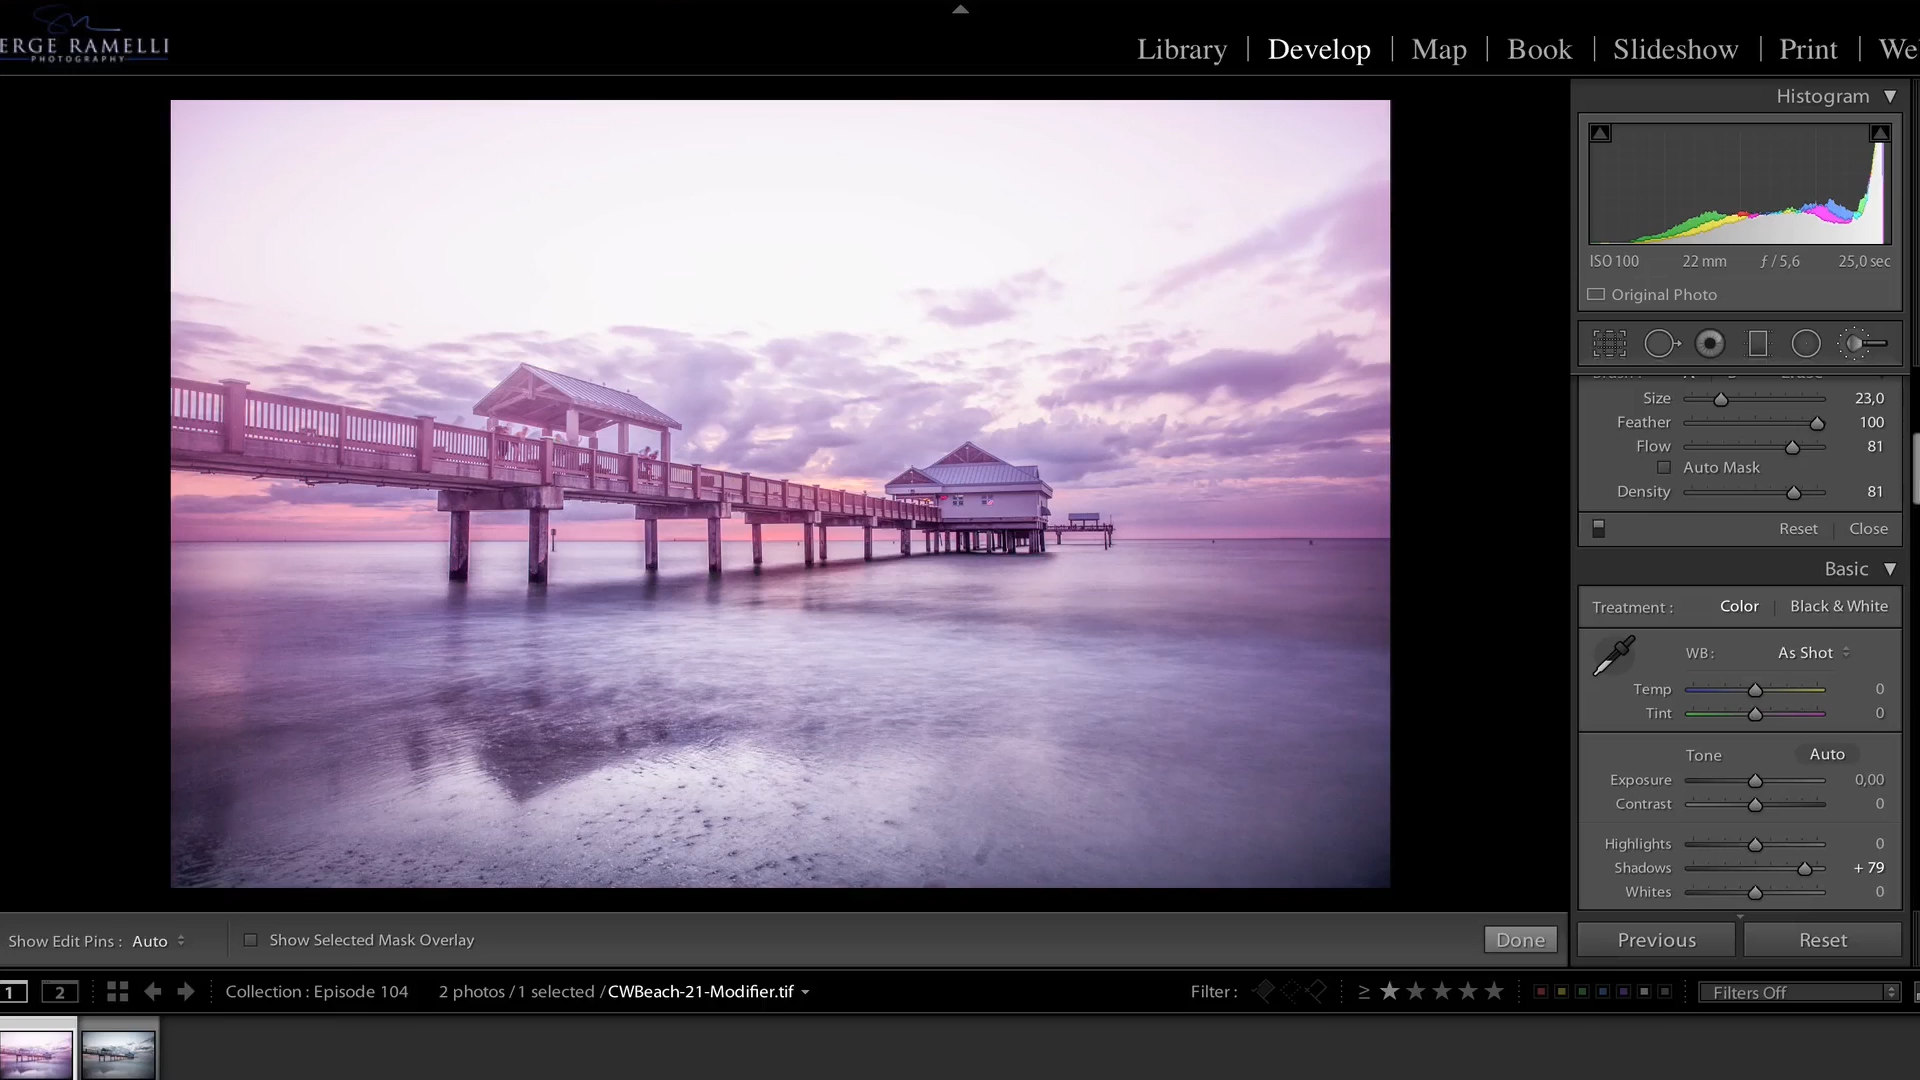 ERGE RAMELLI
PHOTOGRAPHY
Library | Develop | Map | Book | Slideshow | Print | We
Histogram
ISO 100 22 mm ƒ / 5,6 25,0 sec
Original Photo
Size 23,0
Feather 100
Flow 81
Auto Mask
Density 81
Reset | Close
Basic
Treatment : Color | Black & White
WB : As Shot
Temp 0
Tint 0
Tone Auto
Exposure 0,00
Contrast 0
Highlights 0
Shadows + 79
Whites 0
Show Edit Pins : Auto Show Selected Mask Overlay Done Previous Reset
1 2 Collection : Episode 104 2 photos / 1 selected / CWBeach-21-Modifier.tif Filter : ≥ Filters Off